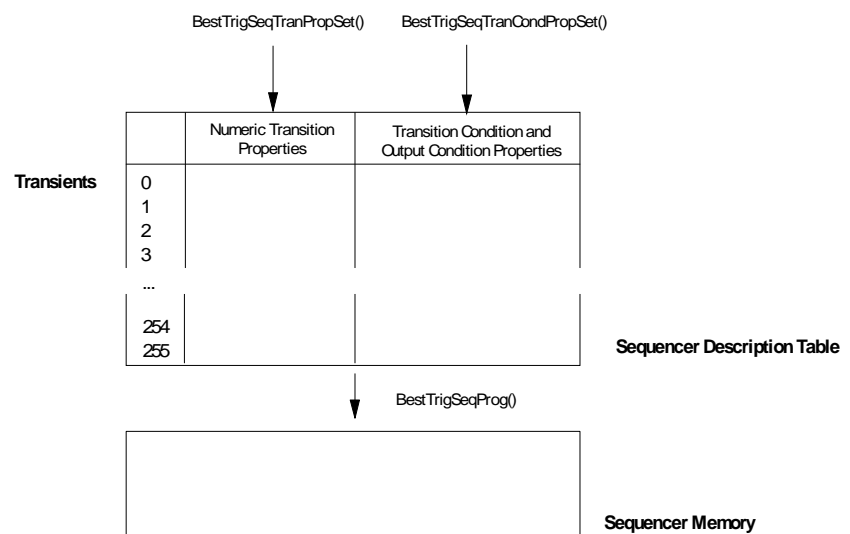 BestTrigSeqTranPropSet() BestTrigSeqTranCondPropSet()
Numeric Transition Properties
Transition Condition and Output Condition Properties
Transients
0
1
2
3
...
254
255
Sequencer Description Table
BestTrigSeqProg()
Sequencer Memory